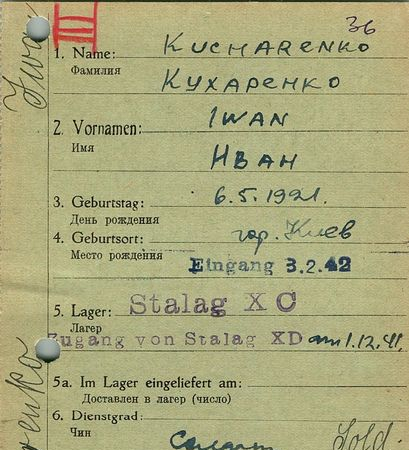 III
36
1. Name: KUCHARENKO
Фамилия КУХАРЕНКО
2. Vornamen: IWAN
Имя ИВАН
3. Geburtstag: 6.5.1921.
День рождения
4. Geburtsort: гор. Киев
Место рождения
Eingang 3.2.42
5. Lager: Stalag X C
Лагерь
Zugang von Stalag XD am 1.12.41.
5a. Im Lager eingeliefert am:
Доставлен в лагер (число)
6. Dienstgrad:
Чин Солдат Sold.